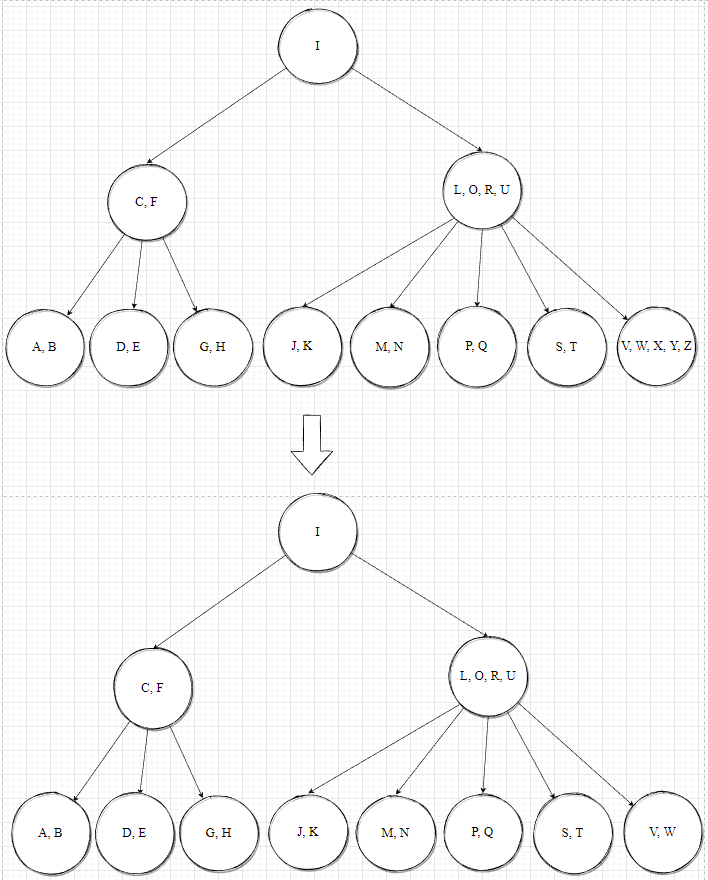 I
C, F
L, O, R, U
A, B
D, E
G, H
J, K
M, N
P, Q
S, T
V, W, X, Y, Z
I
C, F
L, O, R, U
A, B
D, E
G, H
J, K
M, N
P, Q
S, T
V, W